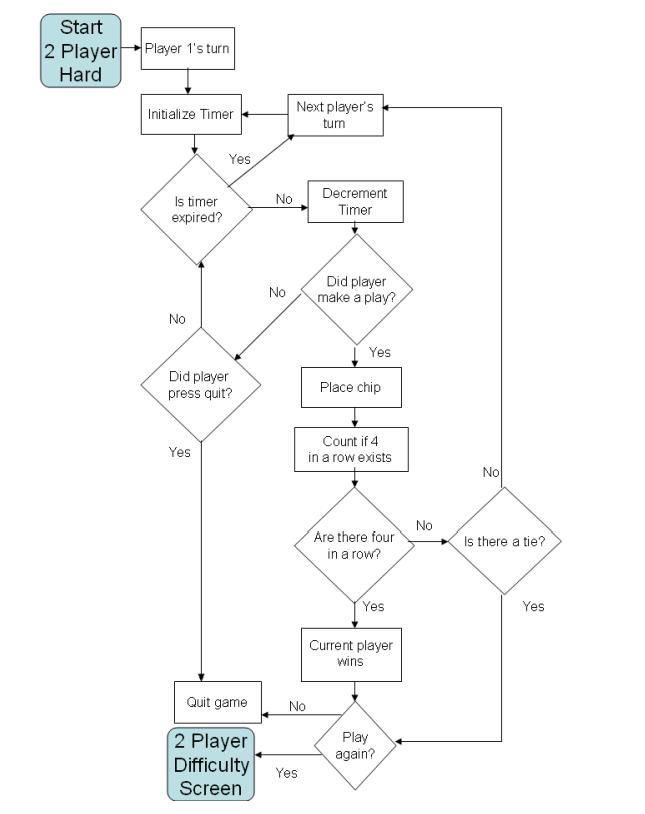 Start
2 Player
Hard
Player 1's turn
Initialize Timer
Next player's
turn
Yes
Is timer
expired?
No
Decrement
Timer
Did player
make a play?
No
No
Yes
Did player
press quit?
Place chip
Yes
Count if 4
in a row exists
No
Are there four
in a row?
No
Is there a tie?
Yes
Yes
Current player
wins
Quit game
No
Play
again?
2 Player
Difficulty
Screen
Yes